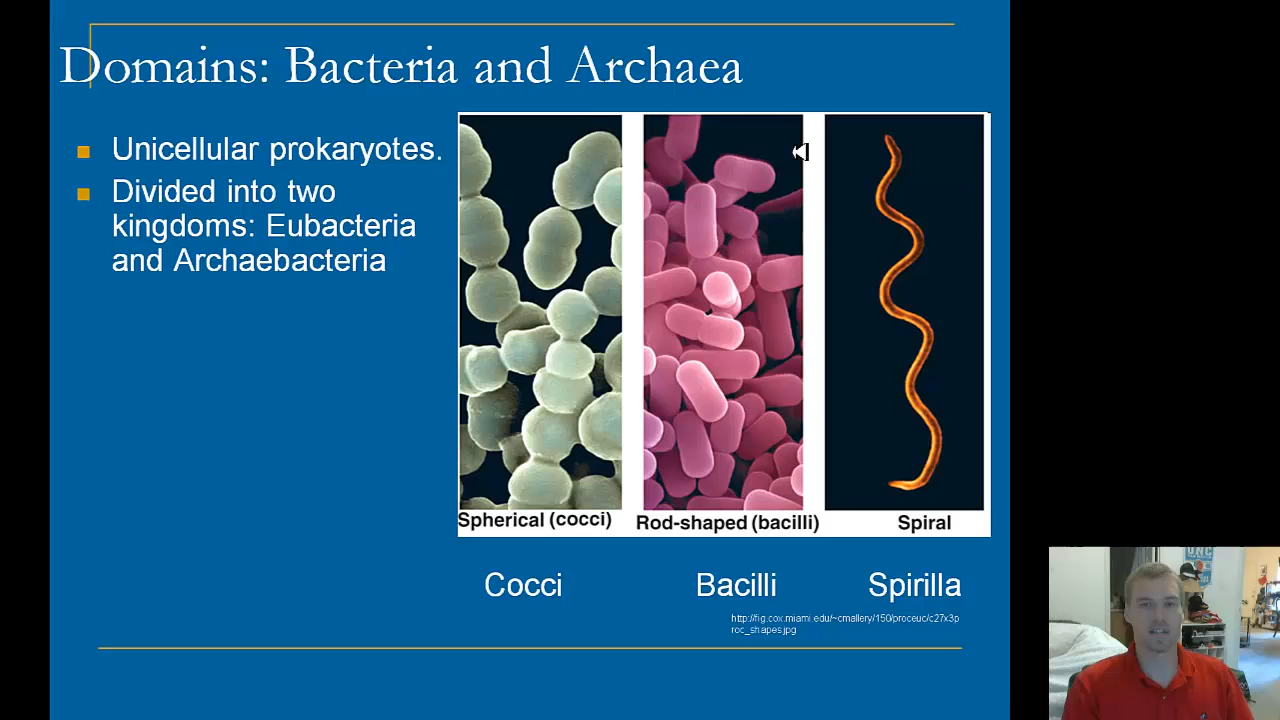 Domains: Bacteria and Archaea
Unicellular prokaryotes.
Divided into two
kingdoms: Eubacteria
and Archaebacteria
Spherical (cocci)
Rod-shaped (bacilli)
Spiral
Cocci
Bacilli
Spirilla
http://fig.cox.miami.edu/~cmallery/150/proceuc/c27x3p
roc_shapes.jpg
UNC